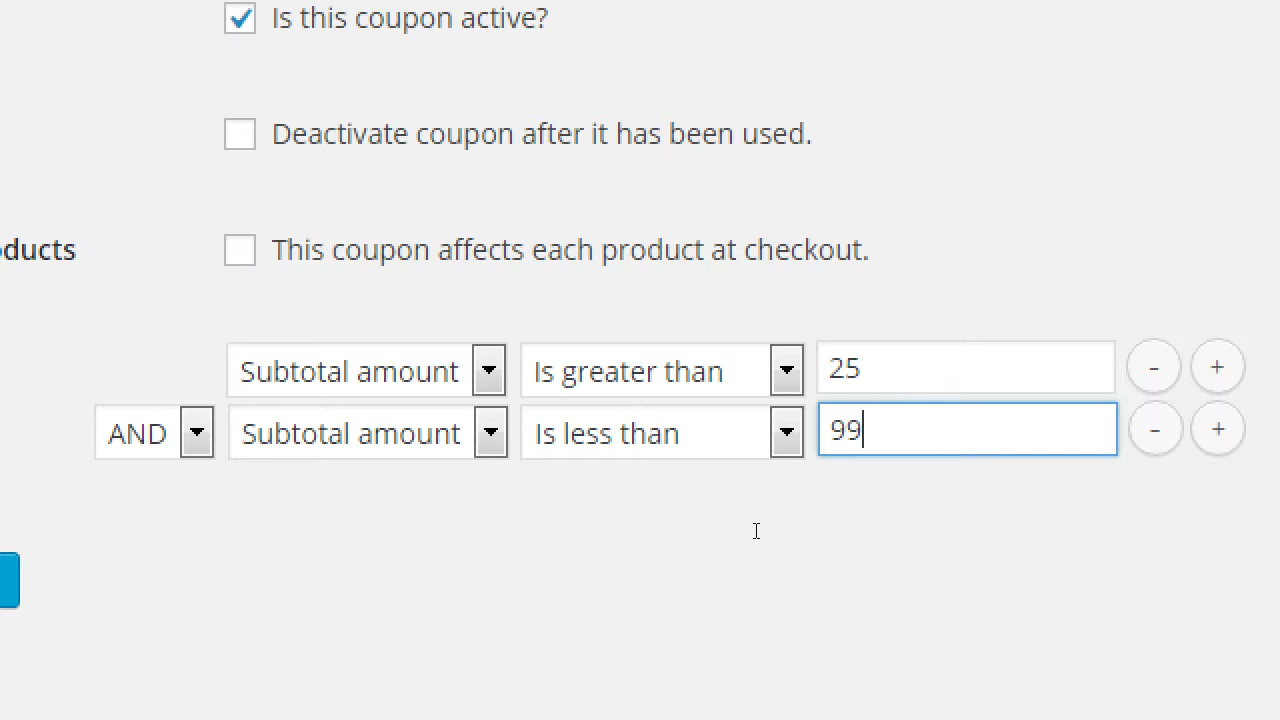 Is this coupon active?
Deactivate coupon after it has been used.
oducts This coupon affects each product at checkout.
Subtotal amount Is greater than 25 - +
AND Subtotal amount Is less than 99 - +